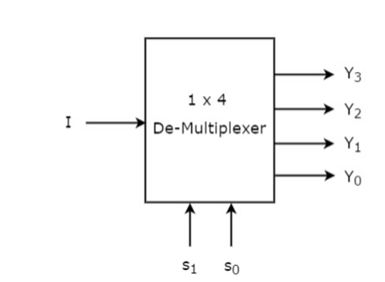 Y3
1 x 4
Y2
I
De-Multiplexer
Y1
Y0
s1 s0